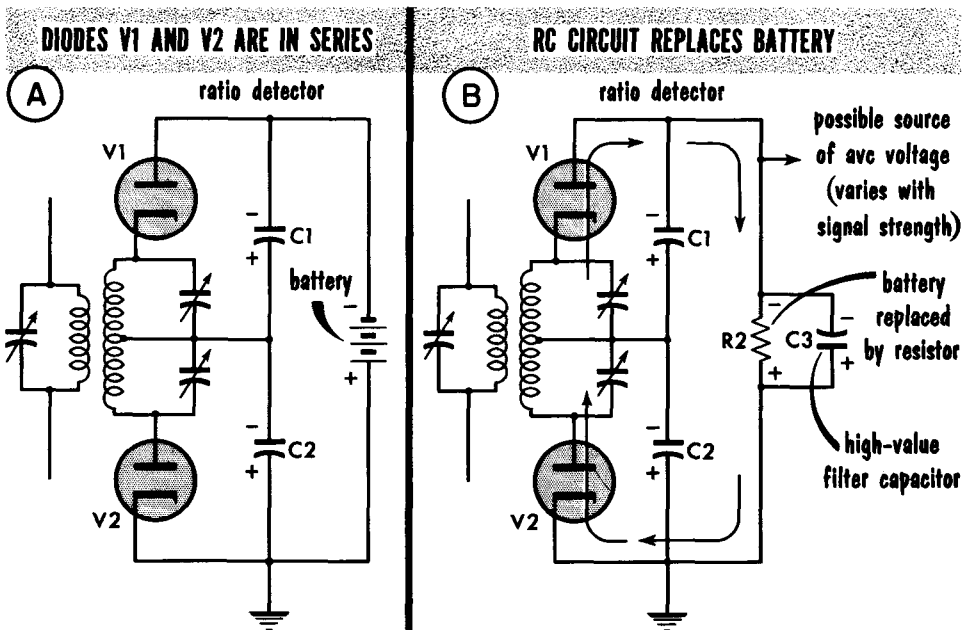 DIODES V1 AND V2 ARE IN SERIES
A
ratio detector
V1
-
C1
+
battery
-
+
-
C2
+
V2
RC CIRCUIT REPLACES BATTERY
B
ratio detector
V1
possible source
of avc voltage
(varies with
signal strength)
-
C1
+
battery
replaced
by resistor
-
R2
+
-
C3
+
-
C2
+
high-value
filter capacitor
V2